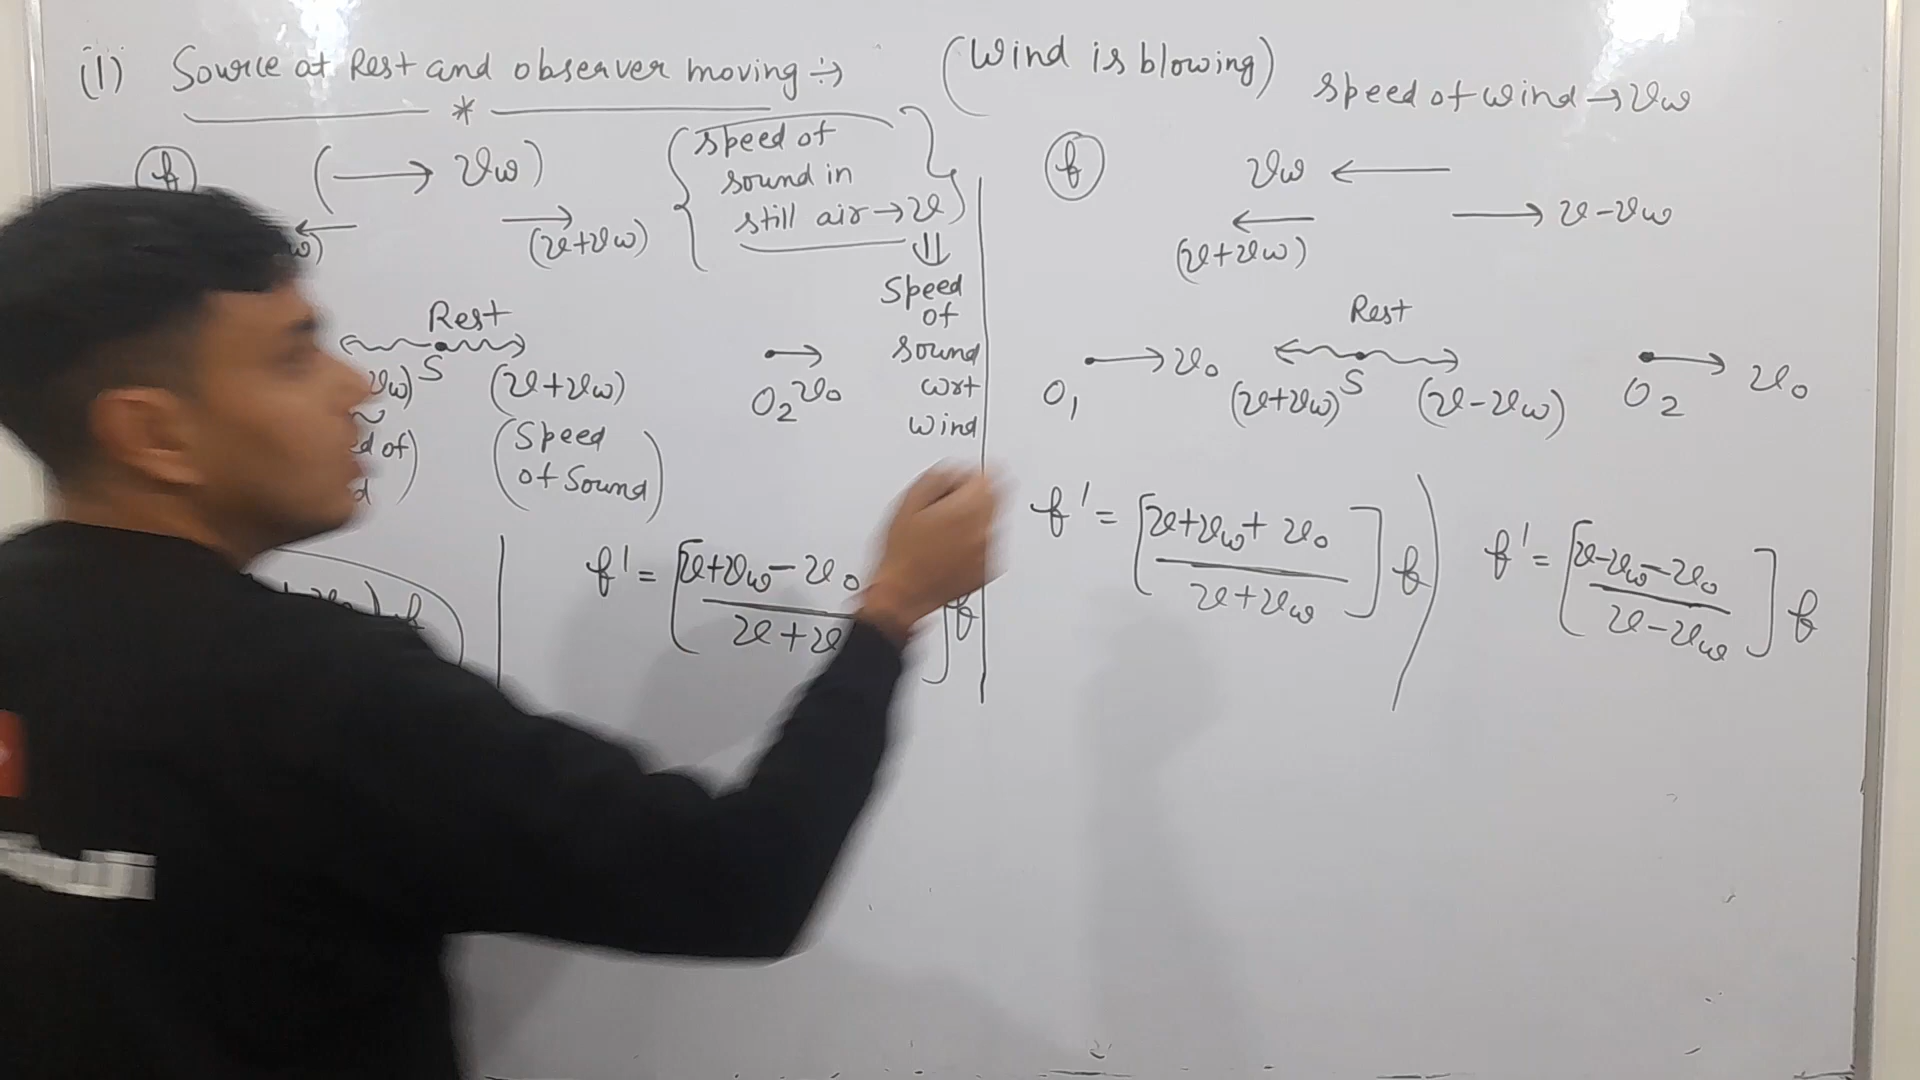 (1) Source at Rest and observer moving :→ (Wind is blowing)
*
speed of wind → vw
f
(→ vw)
(v+vw)
speed of
sound in
still air → v
Speed
of
sound
wrt
wind
Rest
S
vw)
(v+vw)
O2 vo
d of
d
(Speed
of Sound)
f' = [v+vw-vo
v+v
] f
f
vw ←
→ v-vw
(v+vw)
Rest
O1 → vo
(v+vw) S (v-vw)
O2 → vo
f' = [v+vw+vo
v+vw] f
f' = [v-vw-vo
v-vw] f